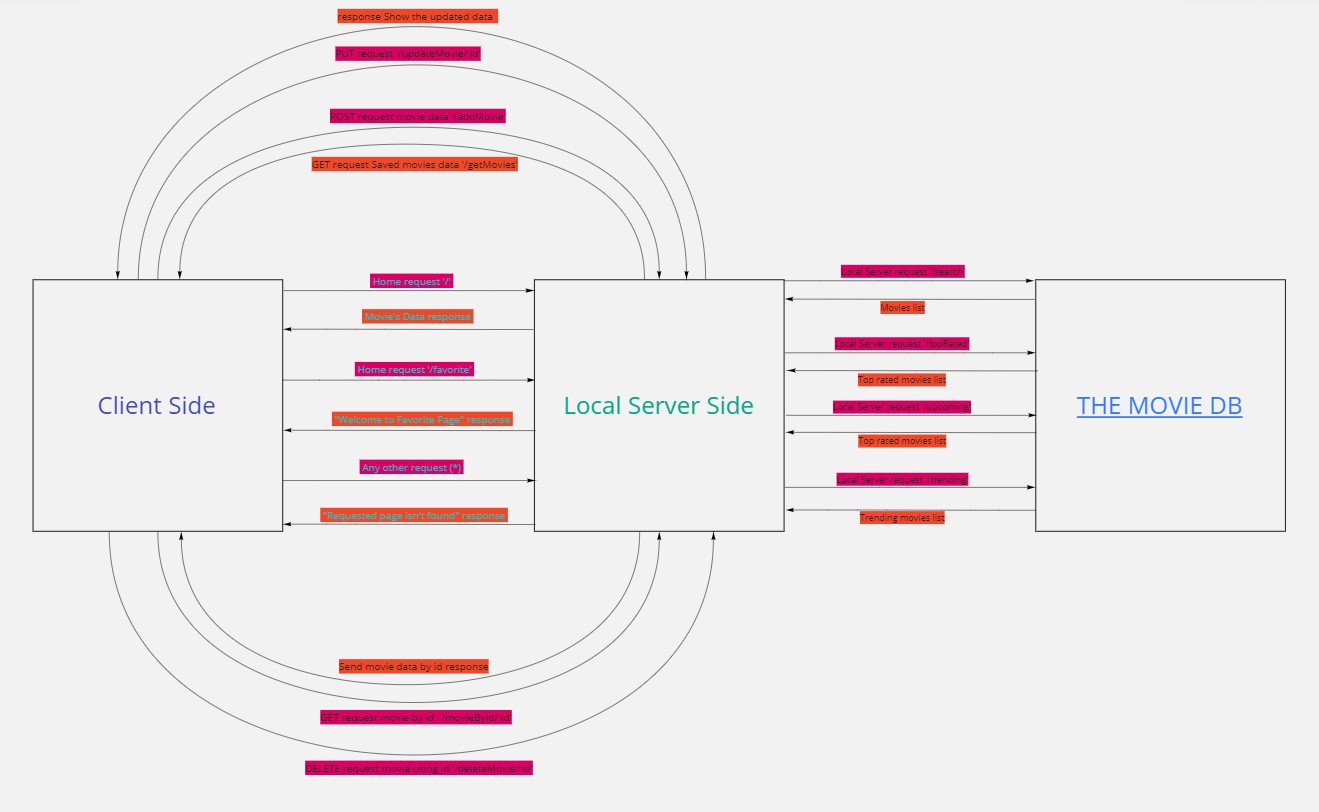 response Show the updated data
PUT request '/updateMovie/:id'
POST request movie data '/addMovie'
GET request Saved movies data '/getMovies'
Home request '/'
Movie's Data response
Home request '/favorite'
"Welcome to Favorite Page" response
Any other request (*)
"Requested page isn't found" response
Client Side
Local Server Side
Local Server request '/search'
Movies list
Local Server request '/topRated'
Top rated movies list
Local Server request '/upcoming'
Top rated movies list
Local Server request '/trending'
Trending movies list
THE MOVIE DB
Send movie data by id response
GET request movie by id '/movieById/:id'
DELETE request movie using id '/deleteMovie/:id'